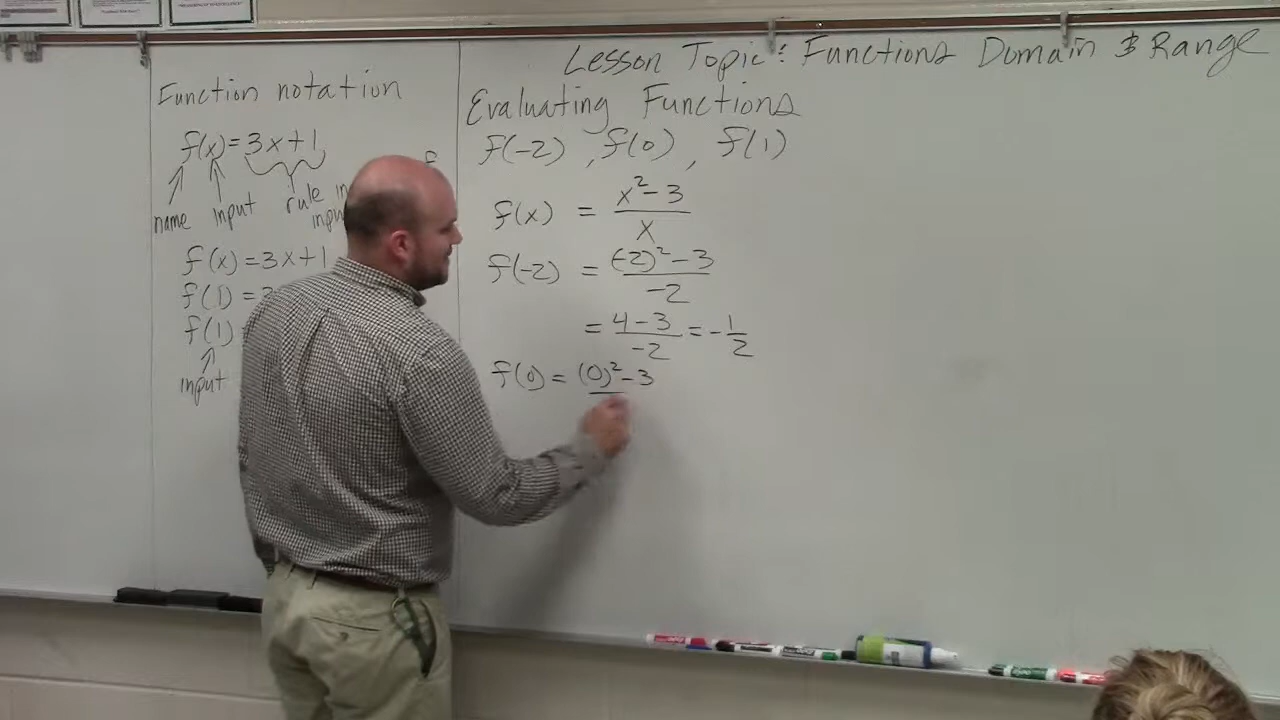 Lesson Topic: Functions Domain & Range
Function notation
f(x)=3x+1
name input rule
f(x)=3x+1
f(1)
f(1)
input
Evaluating Functions
f(-2) , f(0) , f(1)
f(x) = x²-3 / x
f(-2) = (-2)²-3 / -2
= 4-3 / -2 = -1/2
f(0) = (0)²-3